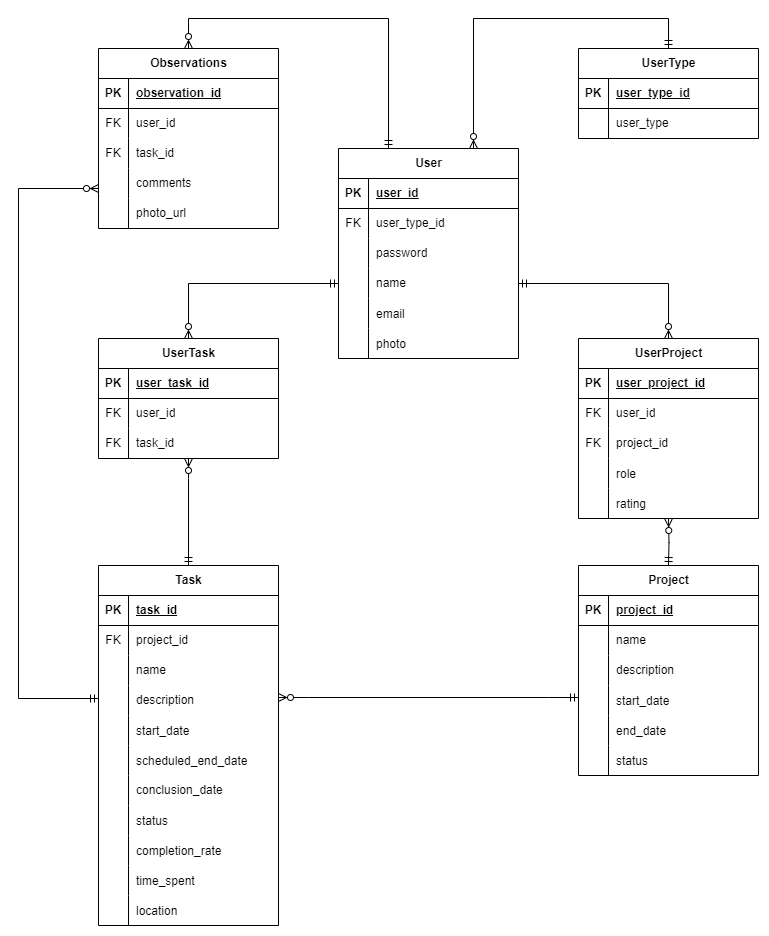 Observations
PK observation_id
FK user_id
FK task_id
comments
photo_url
UserType
PK user_type_id
user_type
User
PK user_id
FK user_type_id
password
name
email
photo
UserTask
PK user_task_id
FK user_id
FK task_id
UserProject
PK user_project_id
FK user_id
FK project_id
role
rating
Task
PK task_id
FK project_id
name
description
start_date
scheduled_end_date
conclusion_date
status
completion_rate
time_spent
location
Project
PK project_id
name
description
start_date
end_date
status